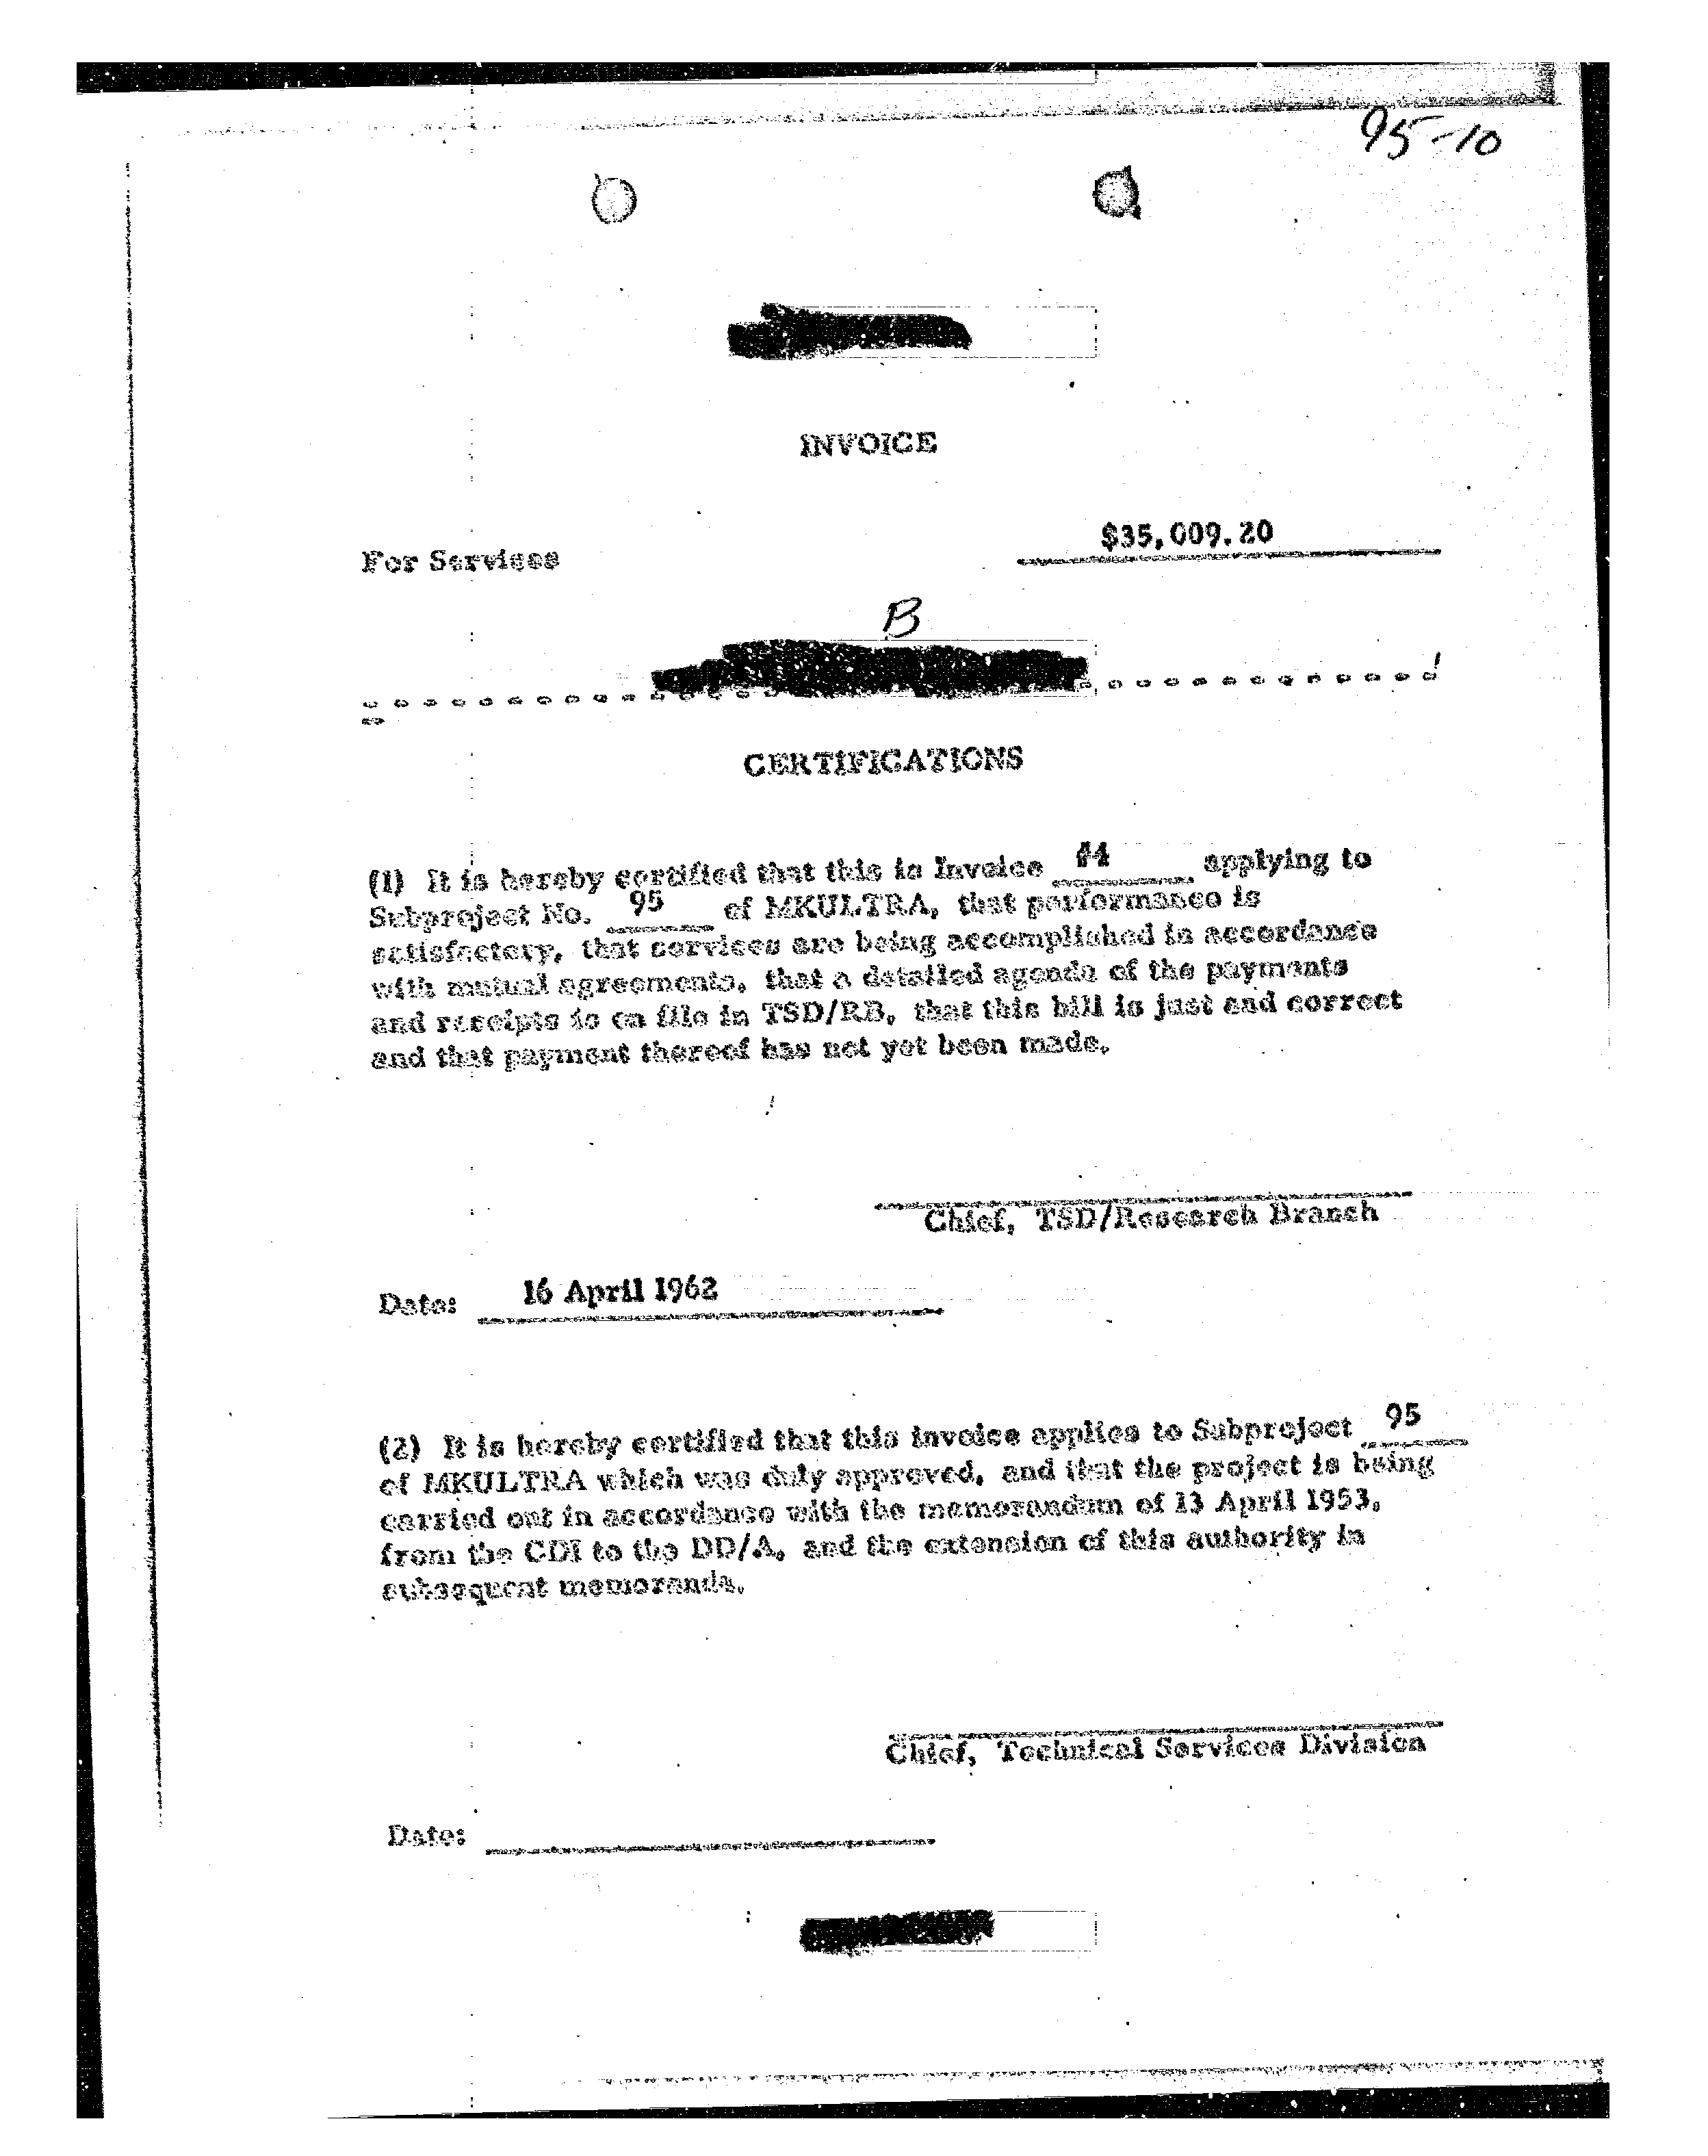 95-10
INVOICE
For Services $35,009.20
B
CERTIFICATIONS
(1) It is hereby certified that this is Invoice #4 applying to
Subproject No. 95 of MKULTRA, that performance is
satisfactory, that services are being accomplished in accordance
with mutual agreements, that a detailed agenda of the payments
and receipts is on file in TSD/RB, that this bill is just and correct
and that payment thereof has not yet been made.
Chief, TSD/Research Branch
Date: 16 April 1962
(2) It is hereby certified that this invoice applies to Subproject 95
of MKULTRA which was duly approved, and that the project is being
carried out in accordance with the memorandum of 13 April 1953,
from the CDI to the DD/A, and the extension of this authority in
subsequent memoranda.
Chief, Technical Services Division
Date: